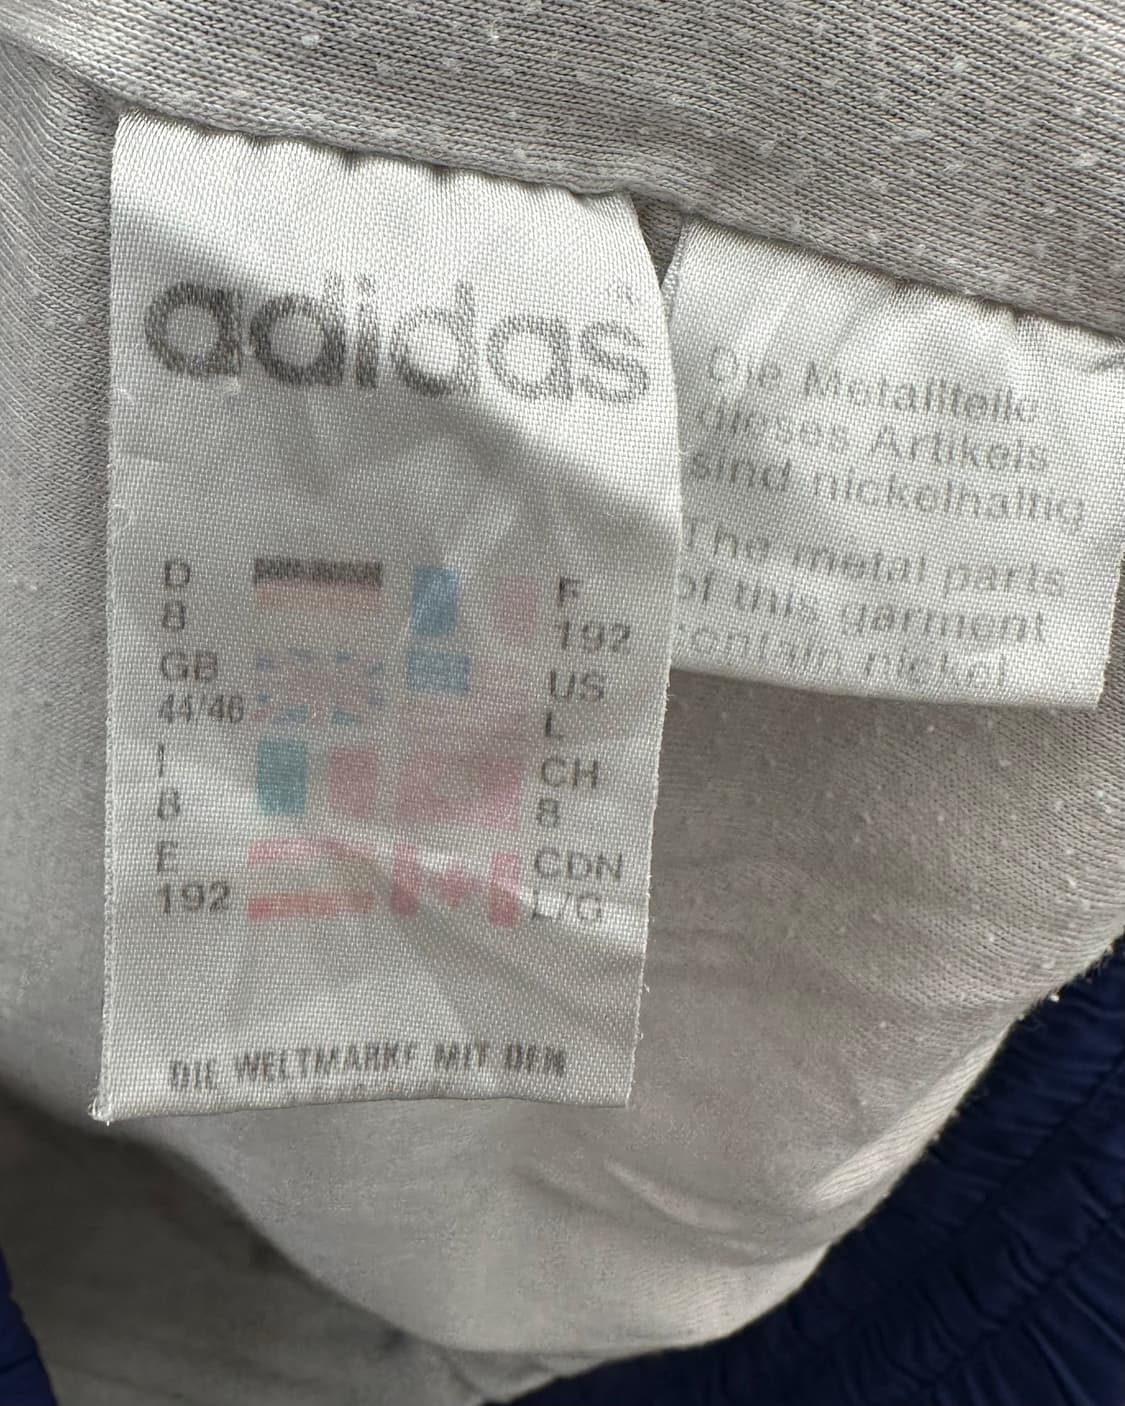 adidas
D
8
GB
44/46
I
8
E
192
F
192
US
L
CH
8
CDN
L/G
DIE WELTMARKE MIT DEN
Die Metallteile
dieses Artikels
sind nickelhaltig
The metal parts
of this garment
contain nickel